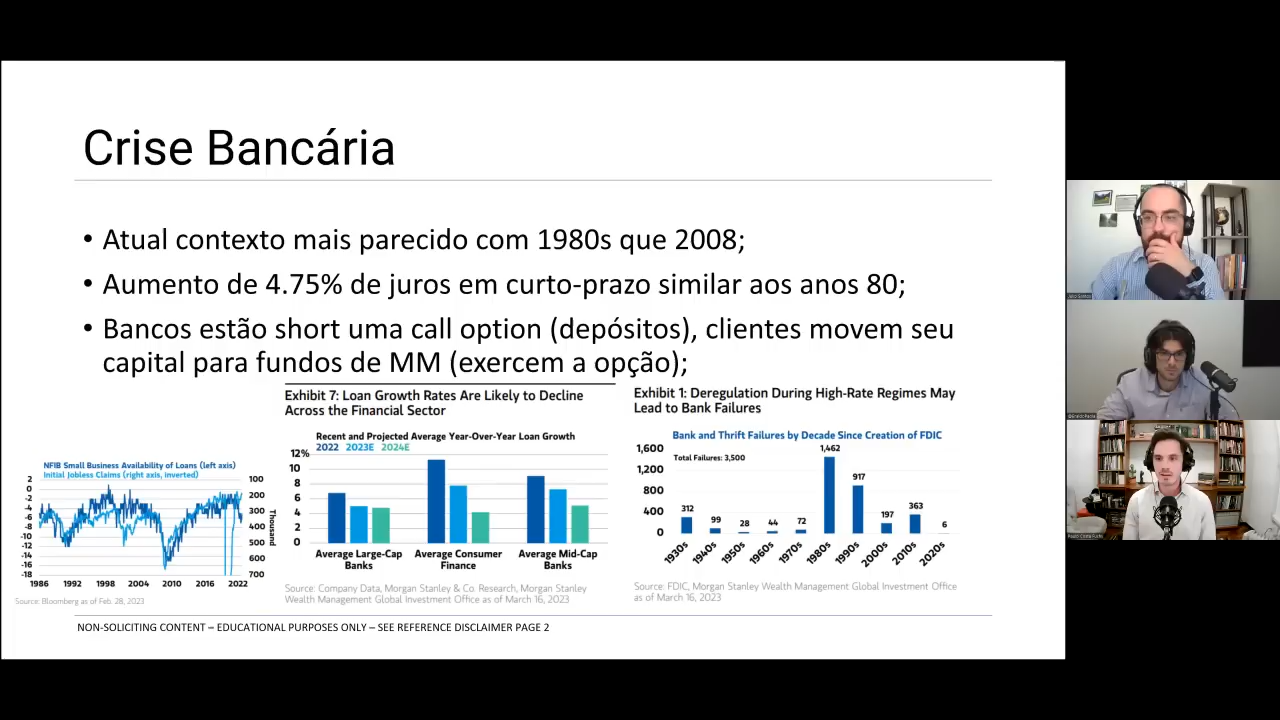 Crise Bancária
• Atual contexto mais parecido com 1980s que 2008;
• Aumento de 4.75% de juros em curto-prazo similar aos anos 80;
• Bancos estão short uma call option (depósitos), clientes movem seu
capital para fundos de MM (exercem a opção);
NFIB Small Business Availability of Loans (left axis)
Initial Jobless Claims (right axis, inverted)
2
0
-2
-4
-6
-8
-10
-12
-14
-16
-18
100
200
300
400
500
600
700
Thousand
1986 1992 1998 2004 2010 2016 2022
Source: Bloomberg as of Feb. 28, 2023
Exhibit 7: Loan Growth Rates Are Likely to Decline
Across the Financial Sector
Recent and Projected Average Year-Over-Year Loan Growth
2022 2023E 2024E
12%
10
8
6
4
2
0
Average Large-Cap
Banks
Average Consumer
Finance
Average Mid-Cap
Banks
Source: Company Data, Morgan Stanley & Co. Research, Morgan Stanley
Wealth Management Global Investment Office as of March 16, 2023
Exhibit 1: Deregulation During High-Rate Regimes May
Lead to Bank Failures
Bank and Thrift Failures by Decade Since Creation of FDIC
Total Failures: 3,500
1,600
1,200
800
400
0
312 99 28 44 72 1,462 917 197 363 6
1930s 1940s 1950s 1960s 1970s 1980s 1990s 2000s 2010s 2020s
Source: FDIC, Morgan Stanley Wealth Management Global Investment Office
as of March 16, 2023
NON-SOLICITING CONTENT – EDUCATIONAL PURPOSES ONLY – SEE REFERENCE DISCLAIMER PAGE 2